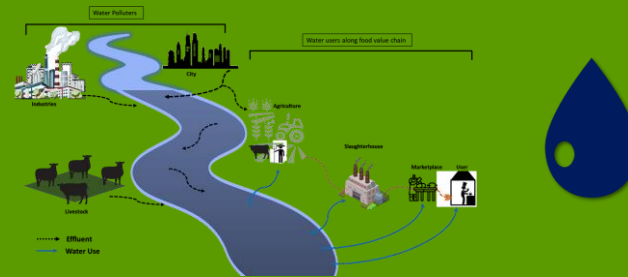 Water Polluters
Water users along food value chain
City
Industries
Agriculture
Slaughterhouse
Marketplace
User
Livestock
Effluent
Water Use